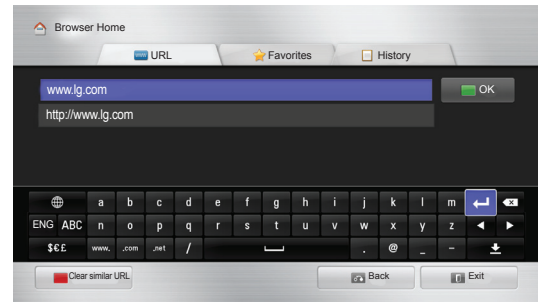 Browser Home
URL Favorites History
www.lg.com OK
http://www.lg.com
a b c d e f g h i j k l m
ENG ABC n o p q r s t u v w x y z
$€£ www. .com .net / . @ _ -
Clear similar URL Back Exit